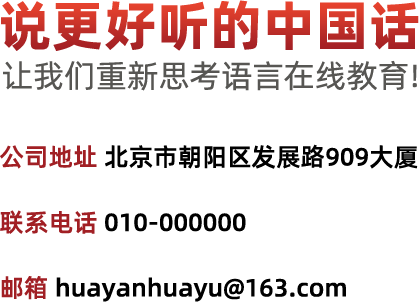 说更好听的中国话
让我们重新思考语言在线教育!
公司地址 北京市朝阳区发展路909大厦
联系电话 010-000000
邮箱 huayanhuayu@163.com